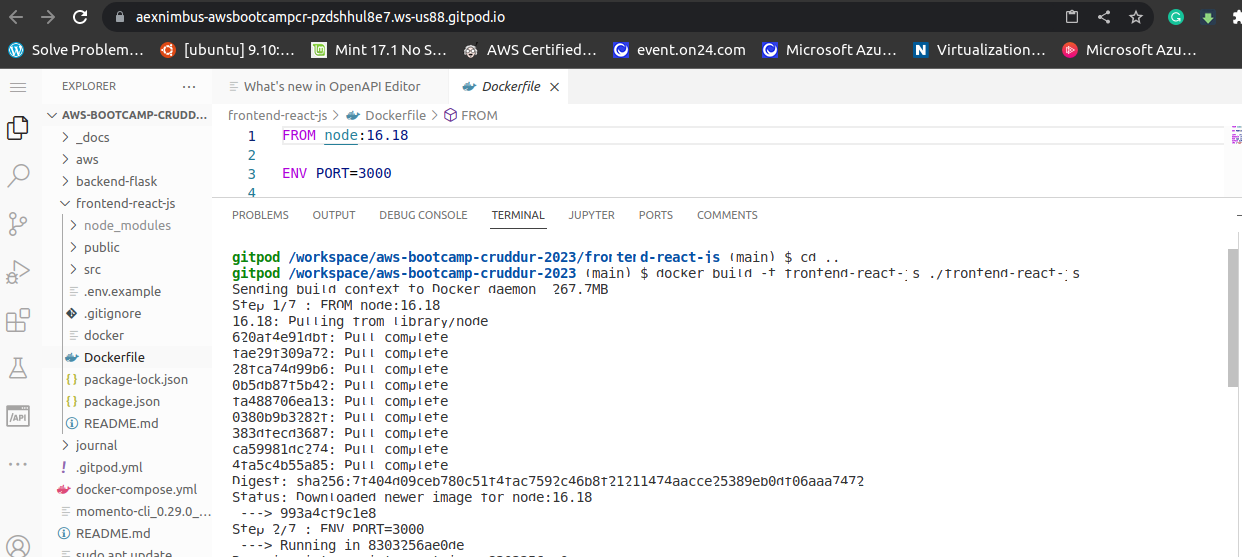 aexnimbus-awsbootcampcr-pzdshhul8e7.ws-us88.gitpod.io
Solve Problem… [ubuntu] 9.10:… Mint 17.1 No S… AWS Certified… event.on24.com Microsoft Azu… Virtualization… Microsoft Azu…
EXPLORER ···
AWS-BOOTCAMP-CRUDD…
_docs
aws
backend-flask
frontend-react-js
node_modules
public
src
.env.example
.gitignore
docker
Dockerfile
package-lock.json
package.json
README.md
journal
.gitpod.yml
docker-compose.yml
momento-cli_0.29.0_…
README.md
sudo apt update
/API
What's new in OpenAPI Editor Dockerfile
frontend-react-js > Dockerfile > FROM
1 FROM node:16.18
2
3 ENV PORT=3000
4
PROBLEMS OUTPUT DEBUG CONSOLE TERMINAL JUPYTER PORTS COMMENTS
gitpod /workspace/aws-bootcamp-cruddur-2023/frontend-react-js (main) $ cd ..
gitpod /workspace/aws-bootcamp-cruddur-2023 (main) $ docker build -t frontend-react-js ./frontend-react-js
Sending build context to Docker daemon 267.7MB
Step 1/7 : FROM node:16.18
16.18: Pulling from library/node
620af4e91dbf: Pull complete
fae29f309a72: Pull complete
28fca74d99b6: Pull complete
0b5db87f5b42: Pull complete
fa488706ea13: Pull complete
0380b9b3282f: Pull complete
383dfecd3687: Pull complete
ca59981dc274: Pull complete
4fa5c4b55a85: Pull complete
Digest: sha256:7f404d09ceb780c51f4fac7592c46b8f21211474aacce25389eb0df06aaa7472
Status: Downloaded newer image for node:16.18
---> 993a4cf9c1e8
Step 2/7 : ENV PORT=3000
---> Running in 8303256ae0de